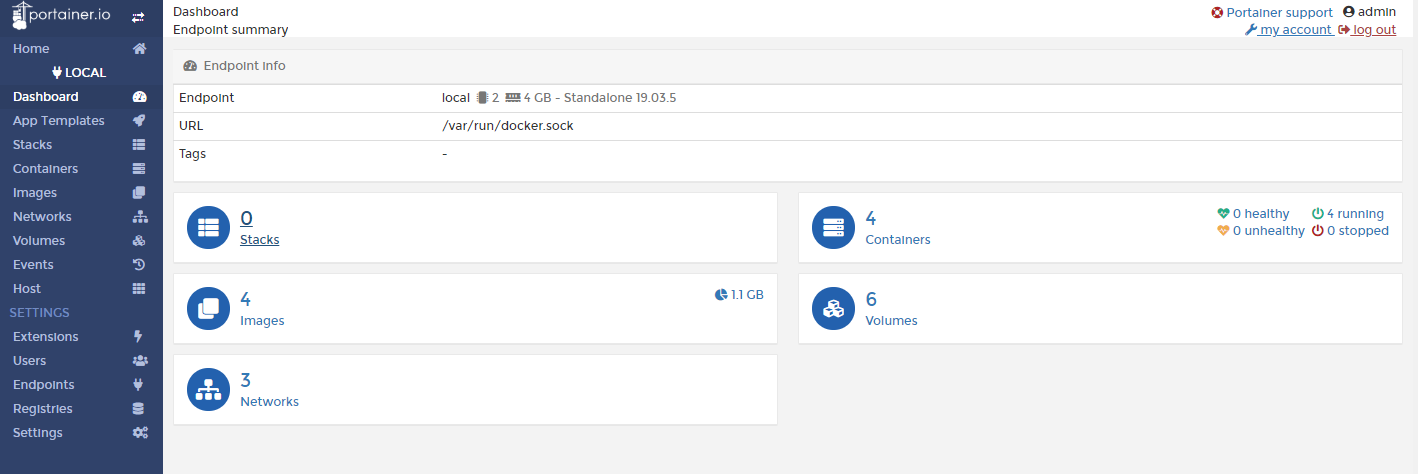 portainer.io
Home
LOCAL
Dashboard
App Templates
Stacks
Containers
Images
Networks
Volumes
Events
Host
SETTINGS
Extensions
Users
Endpoints
Registries
Settings
Dashboard
Endpoint summary
Portainer support admin
my account log out
Endpoint info
Endpoint local 2 4 GB - Standalone 19.03.5
URL /var/run/docker.sock
Tags -
0
Stacks
4
Containers
0 healthy 4 running
0 unhealthy 0 stopped
4
Images
1.1 GB
6
Volumes
3
Networks